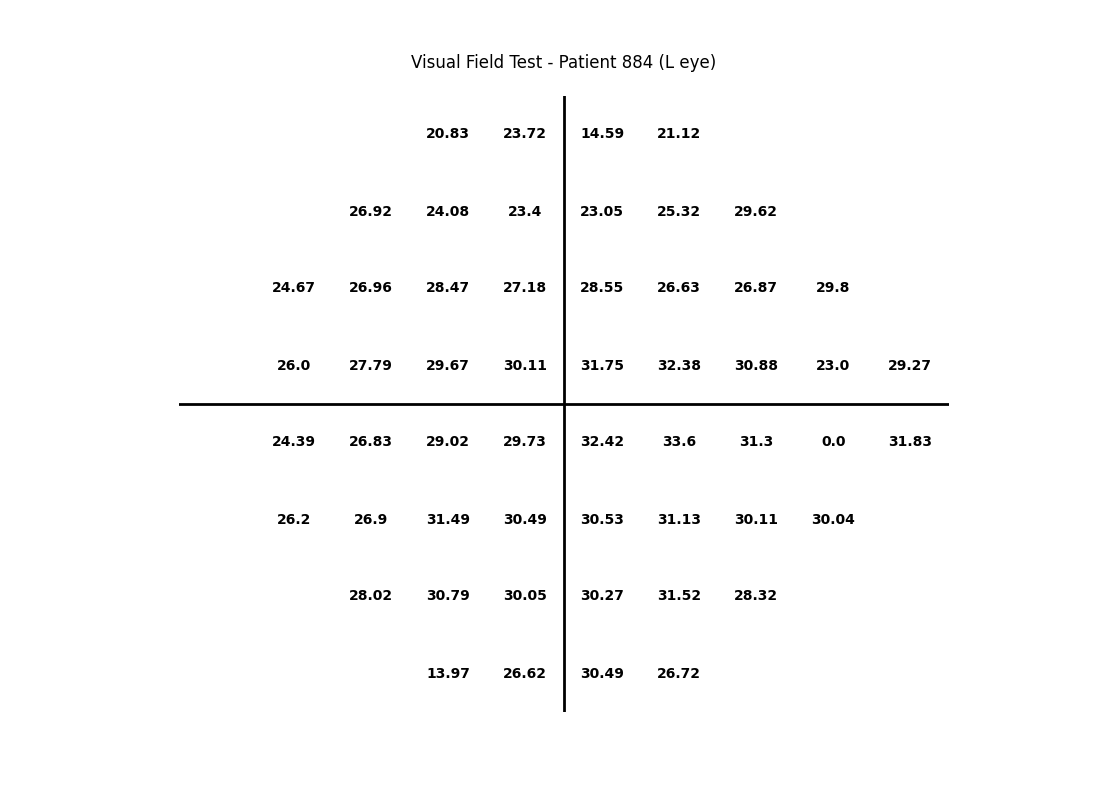 Visual Field Test - Patient 884 (L eye)
20.83 23.72 14.59 21.12
26.92 24.08 23.4 23.05 25.32 29.62
24.67 26.96 28.47 27.18 28.55 26.63 26.87 29.8
26.0 27.79 29.67 30.11 31.75 32.38 30.88 23.0 29.27
24.39 26.83 29.02 29.73 32.42 33.6 31.3 0.0 31.83
26.2 26.9 31.49 30.49 30.53 31.13 30.11 30.04
28.02 30.79 30.05 30.27 31.52 28.32
13.97 26.62 30.49 26.72